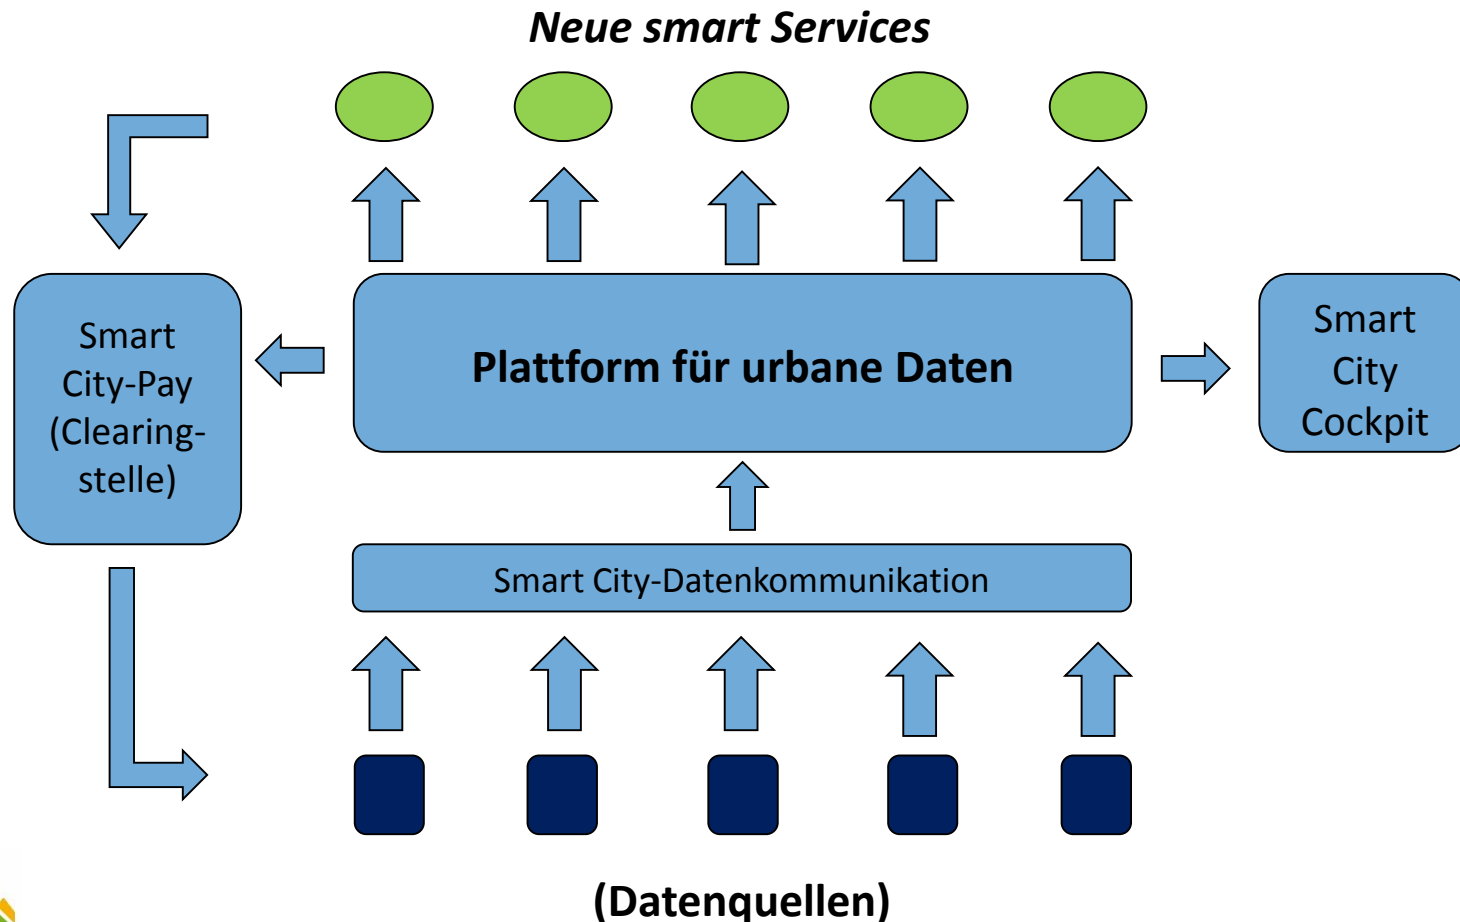 Neue smart Services
Smart
City-Pay
(Clearing-
stelle)
Plattform für urbane Daten
Smart
City
Cockpit
Smart City-Datenkommunikation
(Datenquellen)